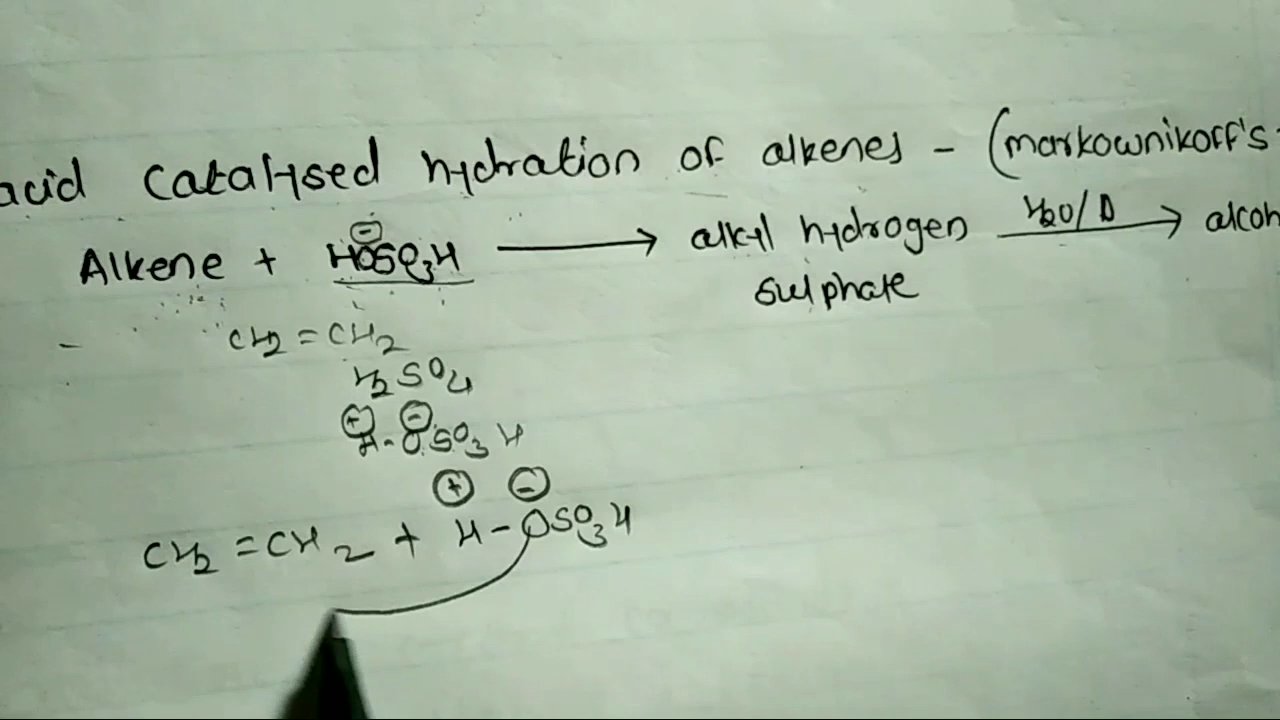 acid catalysed hydration of alkenes - (markownikoff's
Alkene + HOSO3H ⟶ alkyl hydrogen H2O/Δ ⟶ alcoh
⊖
sulphate
CH2 = CH2
H2SO4
⊕ ⊖
H-OSO3H
⊕ ⊖
CH2 = CH2 + H-OSO3H